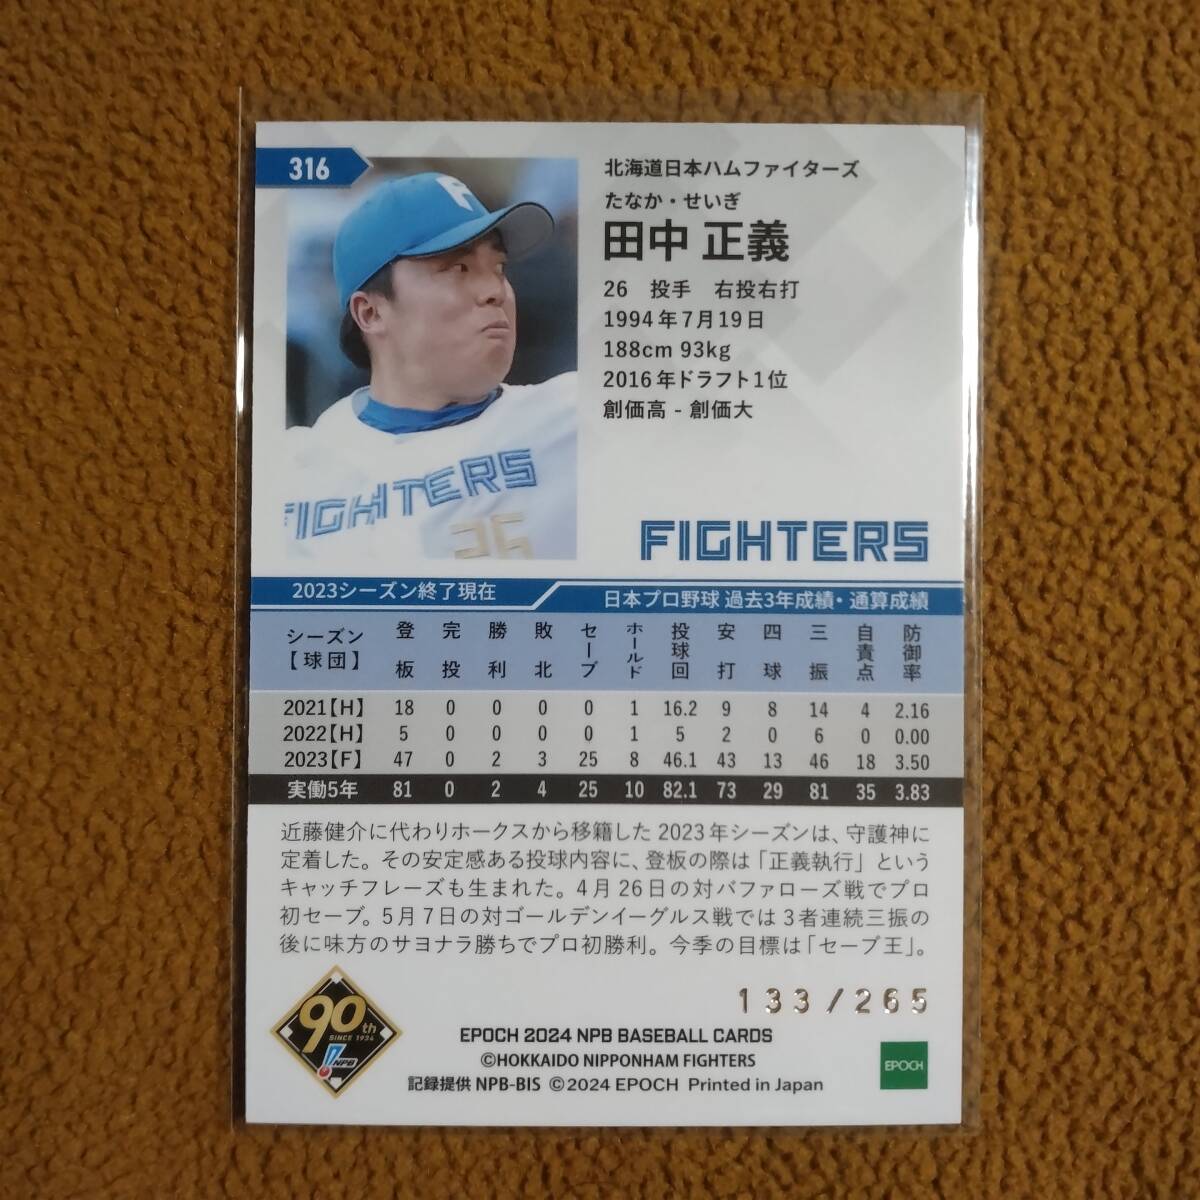 316
北海道日本ハムファイターズ
たなか・せいぎ
田中 正義
26 投手 右投右打
1994年7月19日
188cm 93kg
2016年ドラフト1位
創価高 - 創価大
FIGHTERS
26
FIGHTERS
2023シーズン終了現在
日本プロ野球 過去3年成績・通算成績
シーズン【球団】 登板 完投 勝利 敗北 セーブ ホールド 投球回 安打 四球 三振 自責点 防御率
2021【H】 18 0 0 0 0 1 16.2 9 8 14 4 2.16
2022【H】 5 0 0 0 0 1 5 2 0 6 0 0.00
2023【F】 47 0 2 3 25 8 46.1 43 13 46 18 3.50
実働5年 81 0 2 4 25 10 82.1 73 29 81 35 3.83
近藤健介に代わりホークスから移籍した2023年シーズンは、守護神に
定着した。その安定感ある投球内容に、登板の際は「正義執行」という
キャッチフレーズも生まれた。4月26日の対バファローズ戦でプロ
初セーブ。5月7日の対ゴールデンイーグルス戦では3者連続三振の
後に味方のサヨナラ勝ちでプロ初勝利。今季の目標は「セーブ王」。
133/265
90th
SINCE 1934
NPB
EPOCH 2024 NPB BASEBALL CARDS
©HOKKAIDO NIPPONHAM FIGHTERS
記録提供 NPB-BIS ©2024 EPOCH Printed in Japan
EPOCH